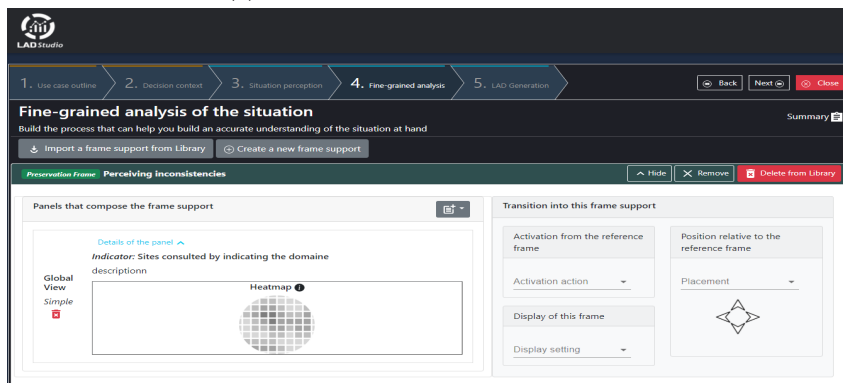 LAD Studio
1. Use case outline 2. Decision context 3. Situation perception 4. Fine-grained analysis 5. LAD Generation Back Next Close
Fine-grained analysis of the situation
Summary
Build the process that can help you build an accurate understanding of the situation at hand
Import a frame support from Library Create a new frame support
Preservation Frame Perceiving inconsistencies Hide Remove Delete from Library
Panels that compose the frame support
Details of the panel
Indicator: Sites consulted by indicating the domaine
descriptionn
Global
View
Simple
Heatmap
Transition into this frame support
Activation from the reference
frame
Activation action
Display of this frame
Display setting
Position relative to the
reference frame
Placement